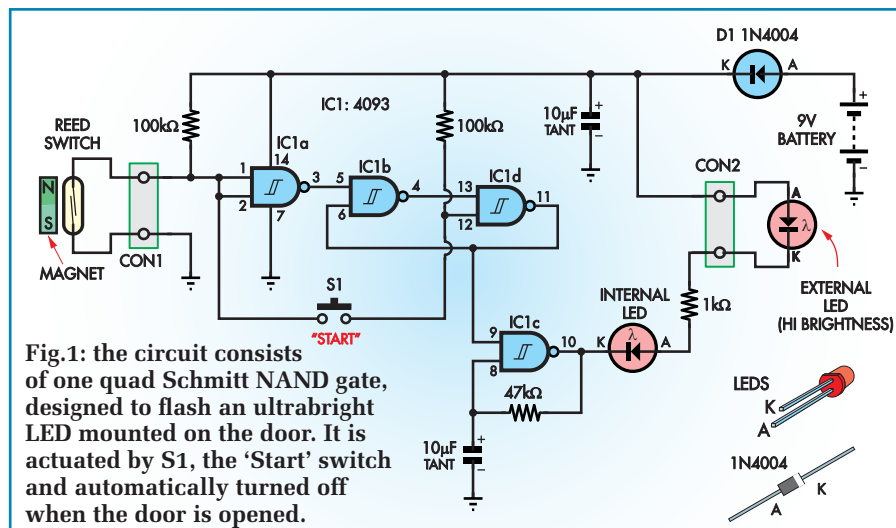 D1 1N4004
K
A
IC1: 4093
100kΩ
10µF
TANT
+
–
100kΩ
9V
BATTERY
+
–
REED
SWITCH
N
S
MAGNET
CON1
IC1a
14
1
2
3
7
IC1b
5
6
4
IC1d
13
12
11
CON2
A
λ
K
EXTERNAL
LED
(HI BRIGHTNESS)
S1
"START"
IC1c
9
8
10
INTERNAL
LED
K
λ
A
1kΩ
47kΩ
10µF
TANT
+
–
LEDS
K
A
1N4004
A
K
Fig.1: the circuit consists
of one quad Schmitt NAND gate,
designed to flash an ultrabright
LED mounted on the door. It is
actuated by S1, the ‘Start’ switch
and automatically turned off
when the door is opened.